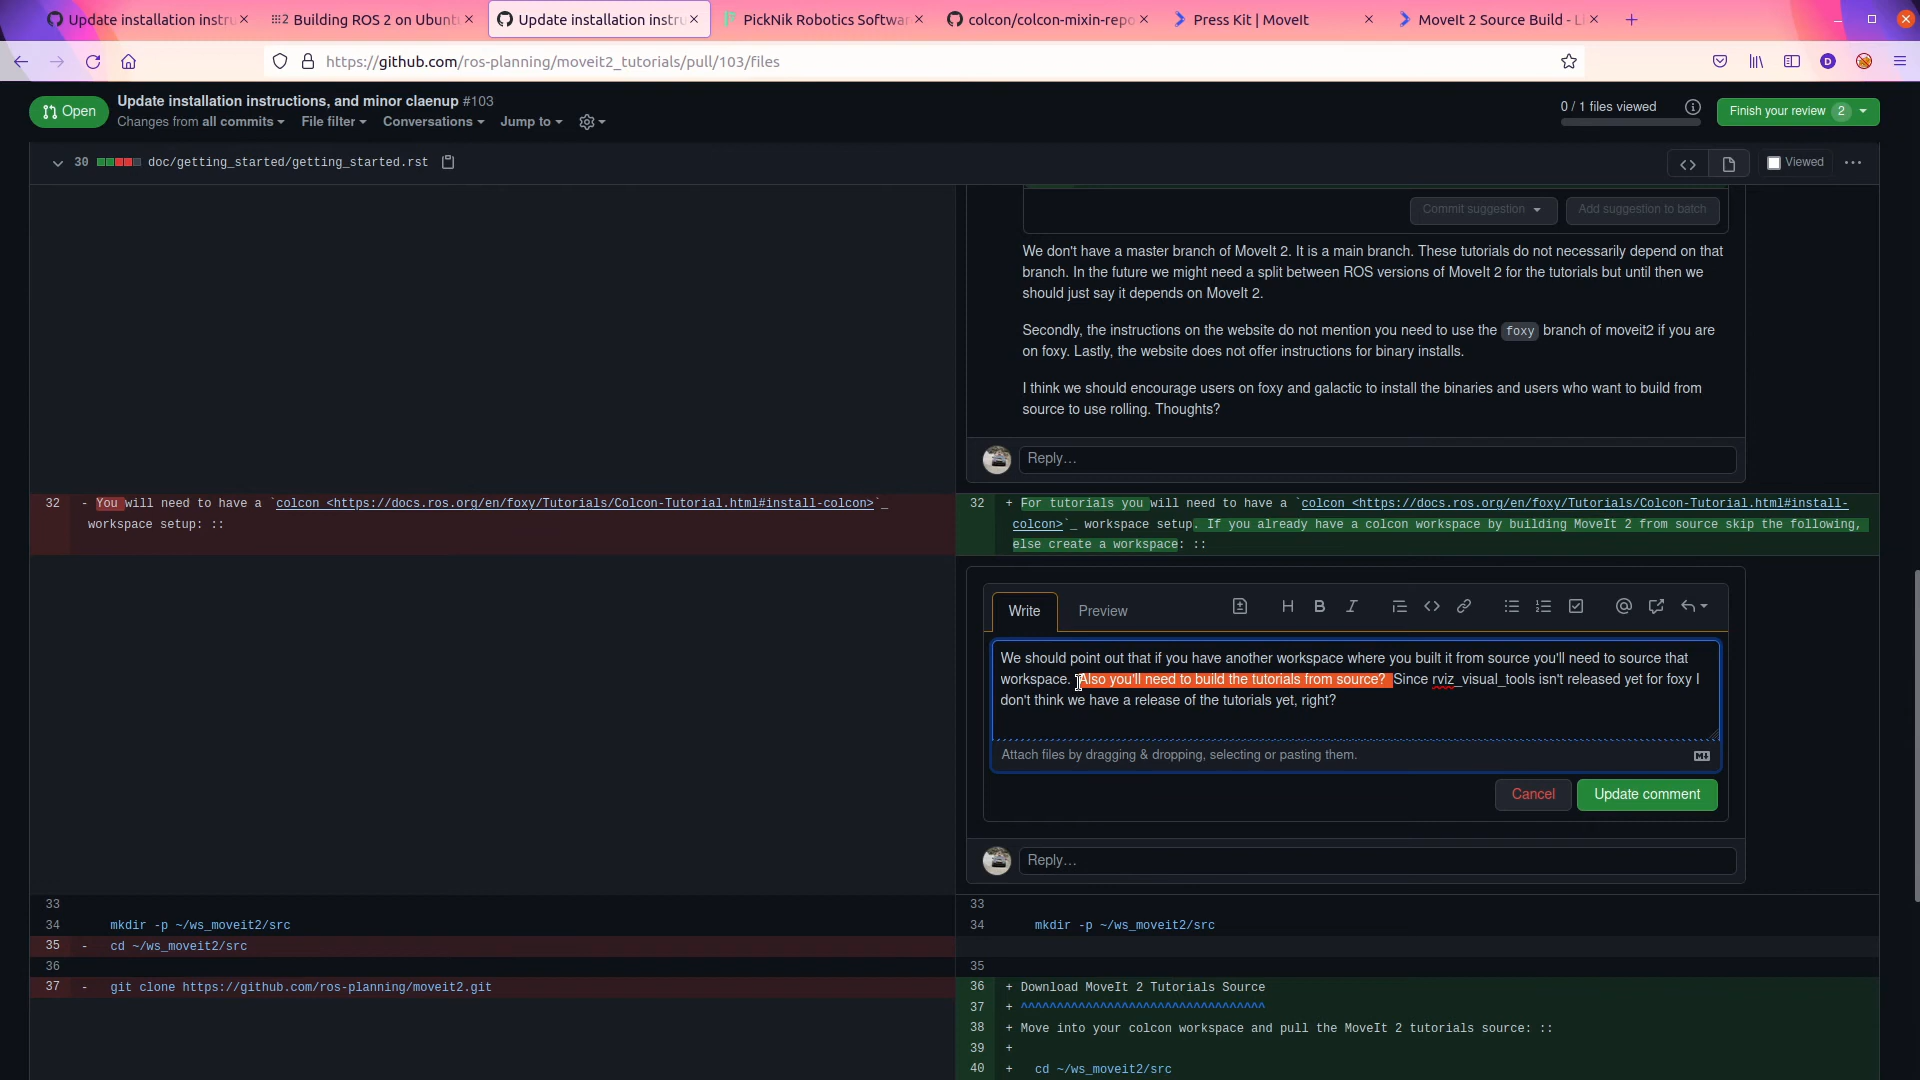 Update installation instru
Building ROS 2 on Ubunt
Update installation instru
PickNik Robotics Softwar
colcon/colcon-mixin-repo
Press Kit | MoveIt
MoveIt 2 Source Build - Li
https://github.com/ros-planning/moveit2_tutorials/pull/103/files
D
Open
Update installation instructions, and minor claenup #103
Changes from all commits
File filter
Conversations
Jump to
0 / 1 files viewed
Finish your review 2
30 doc/getting_started/getting_started.rst
Viewed
Commit suggestion
Add suggestion to batch
We don't have a master branch of MoveIt 2. It is a main branch. These tutorials do not necessarily depend on that
branch. In the future we might need a split between ROS versions of MoveIt 2 for the tutorials but until then we
should just say it depends on MoveIt 2.
Secondly, the instructions on the website do not mention you need to use the foxy branch of moveit2 if you are
on foxy. Lastly, the website does not offer instructions for binary installs.
I think we should encourage users on foxy and galactic to install the binaries and users who want to build from
source to use rolling. Thoughts?
Reply…
32 - You will need to have a `colcon <https://docs.ros.org/en/foxy/Tutorials/Colcon-Tutorial.html#install-colcon>`_
workspace setup: ::
32 + For tutorials you will need to have a `colcon <https://docs.ros.org/en/foxy/Tutorials/Colcon-Tutorial.html#install-
colcon>`_ workspace setup. If you already have a colcon workspace by building MoveIt 2 from source skip the following,
else create a workspace: ::
Write
Preview
We should point out that if you have another workspace where you built it from source you'll need to source that
workspace. Also you'll need to build the tutorials from source? Since rviz_visual_tools isn't released yet for foxy I
don't think we have a release of the tutorials yet, right?
Attach files by dragging & dropping, selecting or pasting them.
Cancel
Update comment
Reply…
33
34 mkdir -p ~/ws_moveit2/src
35 - cd ~/ws_moveit2/src
36
37 - git clone https://github.com/ros-planning/moveit2.git
33
34 mkdir -p ~/ws_moveit2/src
35
36 + Download MoveIt 2 Tutorials Source
37 + ^^^^^^^^^^^^^^^^^^^^^^^^^^^^^^^^^^
38 + Move into your colcon workspace and pull the MoveIt 2 tutorials source: ::
39 +
40 + cd ~/ws_moveit2/src